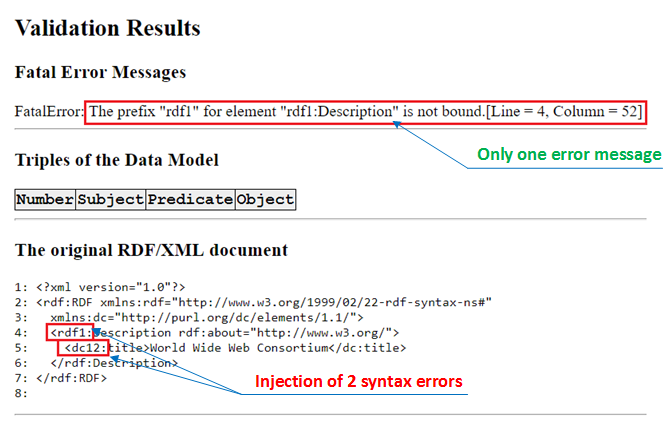 Validation Results
Fatal Error Messages
FatalError: The prefix "rdf1" for element "rdf1:Description" is not bound.[Line = 4, Column = 52]
Only one error message
Triples of the Data Model
Number Subject Predicate Object
The original RDF/XML document
1: <?xml version="1.0"?>
2: <rdf:RDF xmlns:rdf="http://www.w3.org/1999/02/22-rdf-syntax-ns#"
3: xmlns:dc="http://purl.org/dc/elements/1.1/">
4: <rdf1:Description rdf:about="http://www.w3.org/">
5: <dc12:title>World Wide Web Consortium</dc:title>
6: </rdf:Description>
7: </rdf:RDF>
8:
Injection of 2 syntax errors